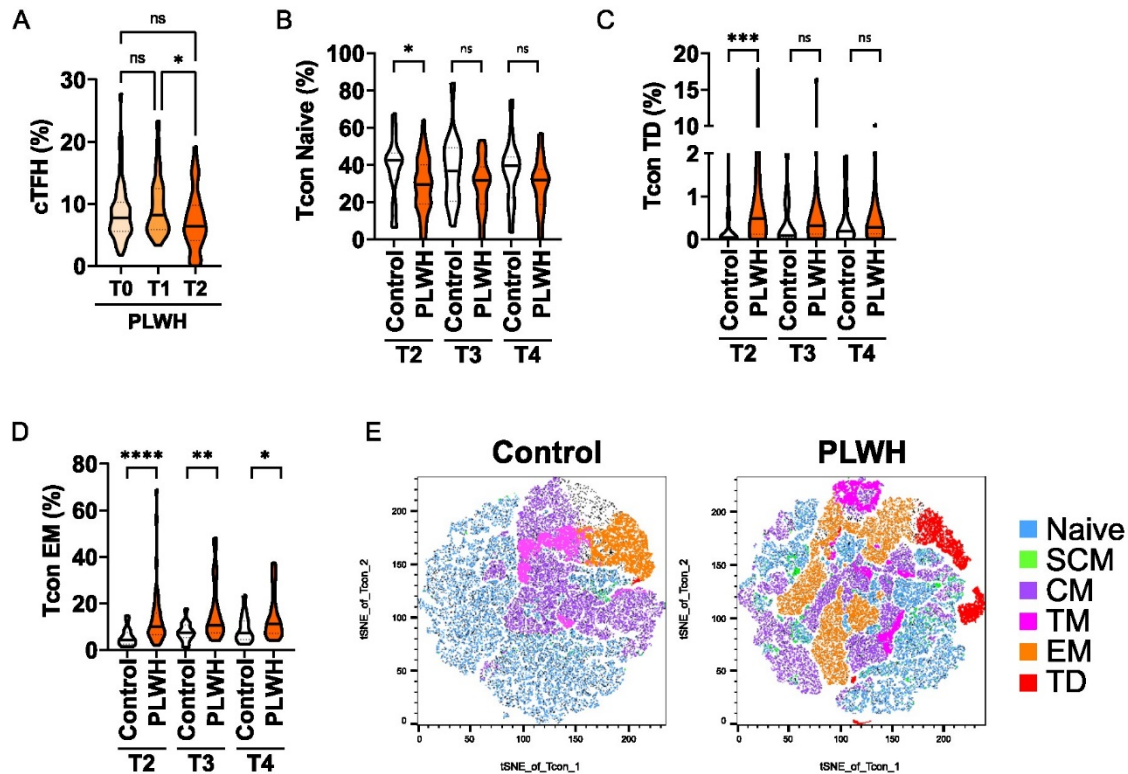 A
ns
ns
*
cTFH (%)
30
20
10
0
T0 T1 T2
PLWH
B
*
ns
ns
Tcon Naive (%)
100
80
60
40
20
0
Control PLWH Control PLWH Control PLWH
T2 T3 T4
C
***
ns
ns
Tcon TD (%)
20
15
10
5
2
1
0
Control PLWH Control PLWH Control PLWH
T2 T3 T4
D
****
**
*
Tcon EM (%)
80
60
40
20
0
Control PLWH Control PLWH Control PLWH
T2 T3 T4
E
Control
tSNE_of_Tcon_2
200
150
100
50
0
0 50 100 150 200
tSNE_of_Tcon_1
PLWH
tSNE_of_Tcon_2
200
150
100
50
0
0 50 100 150 200
tSNE_of_Tcon_1
Naive
SCM
CM
TM
EM
TD